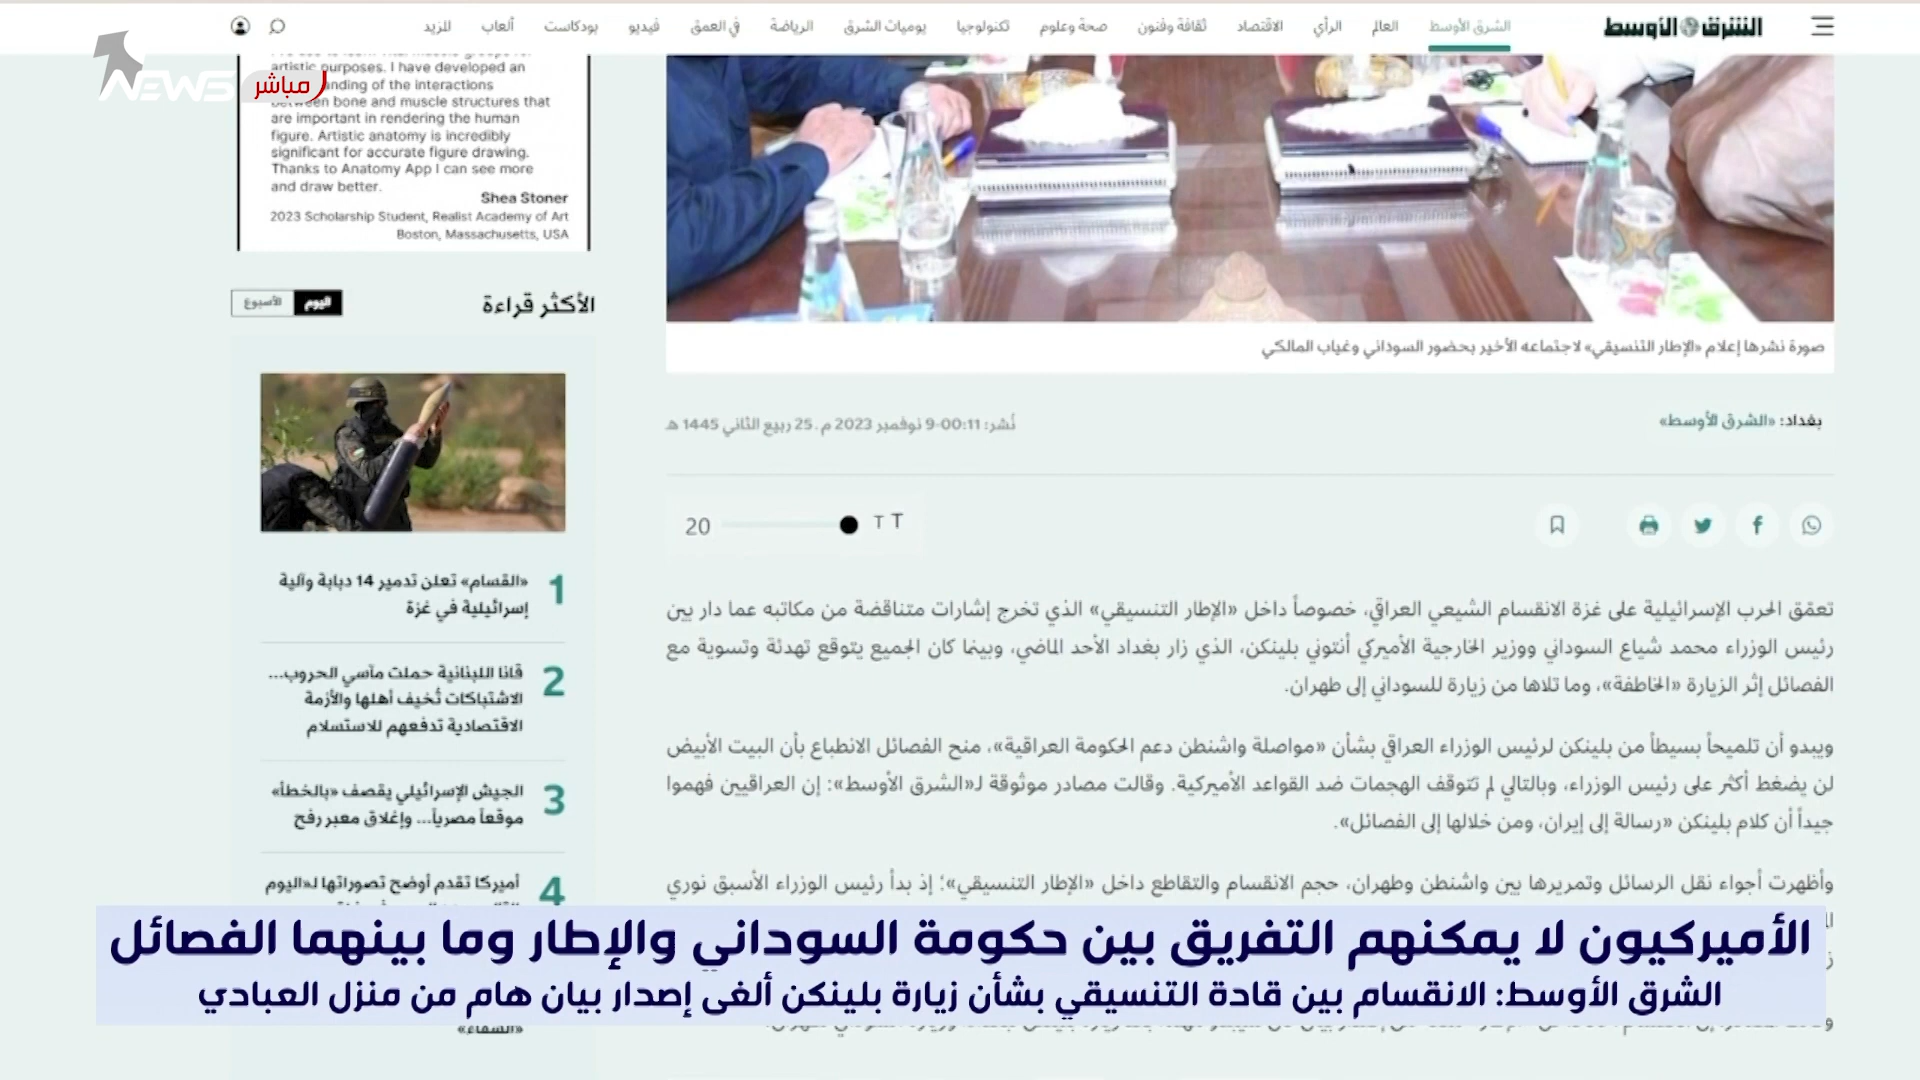 الشرق الأوسط
الشرق الأوسط العالم الرأي الاقتصاد ثقافة وفنون صحة وعلوم تكنولوجيا يوميات الشرق الرياضة في العمق فيديو بودكاست ألعاب للمزيد
NEWS مباشر
صورة نشرها إعلام «الإطار التنسيقي» لاجتماعه الأخير بحضور السوداني وغياب المالكي
بغداد: «الشرق الأوسط»
نُشر: 00:11-9 نوفمبر 2023 م . 25 ربيع الثاني 1445 هـ
20 T T
تعمّق الحرب الإسرائيلية على غزة الانقسام الشيعي العراقي، خصوصاً داخل «الإطار التنسيقي» الذي تخرج إشارات متناقضة من مكاتبه عما دار بين
رئيس الوزراء محمد شياع السوداني ووزير الخارجية الأميركي أنتوني بلينكن، الذي زار بغداد الأحد الماضي، وبينما كان الجميع يتوقع تهدئة وتسوية مع
الفصائل إثر الزيارة «الخاطفة»، وما تلاها من زيارة للسوداني إلى طهران.
ويبدو أن تلميحاً بسيطاً من بلينكن لرئيس الوزراء العراقي بشأن «مواصلة واشنطن دعم الحكومة العراقية»، منح الفصائل الانطباع بأن البيت الأبيض
لن يضغط أكثر على رئيس الوزراء، وبالتالي لم تتوقف الهجمات ضد القواعد الأميركية. وقالت مصادر موثوقة لـ«الشرق الأوسط»: إن العراقيين فهموا
جيداً أن كلام بلينكن «رسالة إلى إيران، ومن خلالها إلى الفصائل».
وأظهرت أجواء نقل الرسائل وتمريرها بين واشنطن وطهران، حجم الانقسام والتقاطع داخل «الإطار التنسيقي»؛ إذ بدأ رئيس الوزراء الأسبق نوري
artistic purposes. I have developed an
anding of the interactions
between bone and muscle structures that
are important in rendering the human
figure. Artistic anatomy is incredibly
significant for accurate figure drawing.
Thanks to Anatomy App I can see more
and draw better.
Shea Stoner
2023 Scholarship Student, Realist Academy of Art
Boston, Massachusetts, USA
الأكثر قراءة
اليوم الأسبوع
1 «القسام» تعلن تدمير 14 دبابة وآلية
إسرائيلية في غزة
2 قانا اللبنانية حملت مآسي الحروب...
الاشتباكات تُخيف أهلها والأزمة
الاقتصادية تدفعهم للاستسلام
3 الجيش الإسرائيلي يقصف «بالخطأ»
موقعاً مصرياً... وإغلاق معبر رفح
4 أميركا تقدم أوضح تصوراتها لـ«اليوم
«الشفاء»
الأميركيون لا يمكنهم التفريق بين حكومة السوداني والإطار وما بينهما الفصائل
الشرق الأوسط: الانقسام بين قادة التنسيقي بشأن زيارة بلينكن ألغى إصدار بيان هام من منزل العبادي